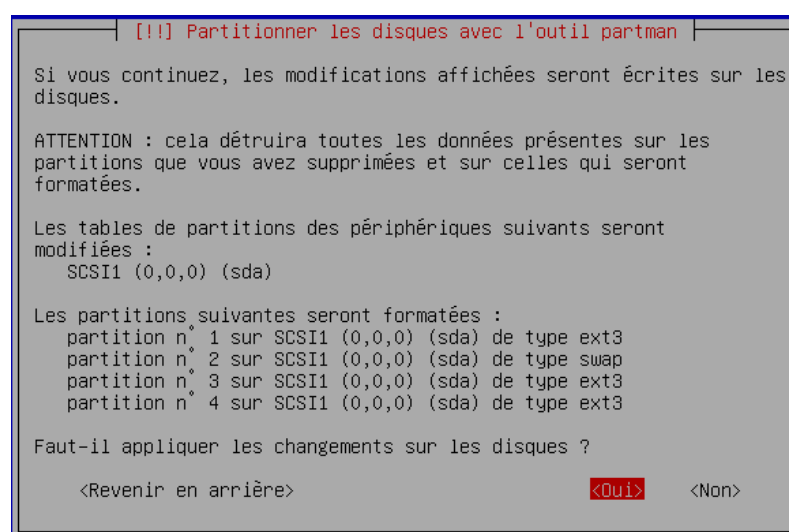 [!!] Partitionner les disques avec l'outil partman
Si vous continuez, les modifications affichées seront écrites sur les
disques.
ATTENTION : cela détruira toutes les données présentes sur les
partitions que vous avez supprimées et sur celles qui seront
formatées.
Les tables de partitions des périphériques suivants seront
modifiées :
SCSI1 (0,0,0) (sda)
Les partitions suivantes seront formatées :
partition n° 1 sur SCSI1 (0,0,0) (sda) de type ext3
partition n° 2 sur SCSI1 (0,0,0) (sda) de type swap
partition n° 3 sur SCSI1 (0,0,0) (sda) de type ext3
partition n° 4 sur SCSI1 (0,0,0) (sda) de type ext3
Faut-il appliquer les changements sur les disques ?
<Revenir en arrière> <Oui> <Non>